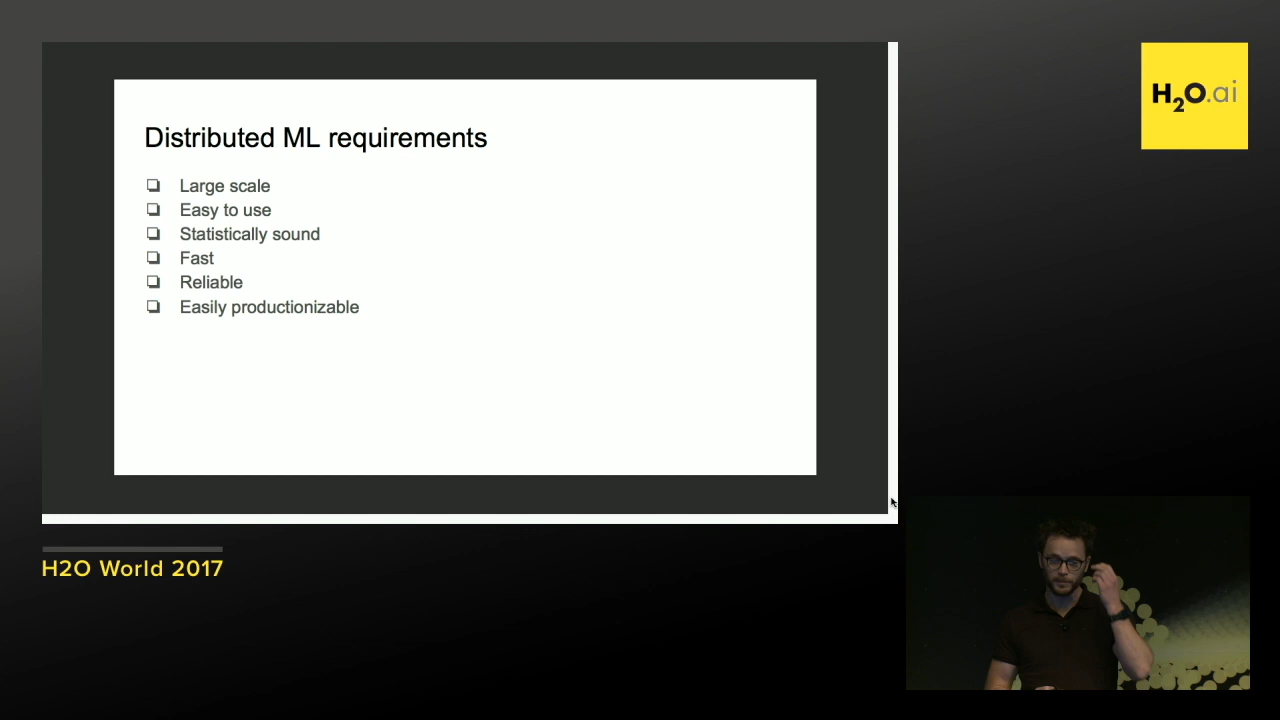 Distributed ML requirements
Large scale
Easy to use
Statistically sound
Fast
Reliable
Easily productionizable
H2O.ai
H2O World 2017